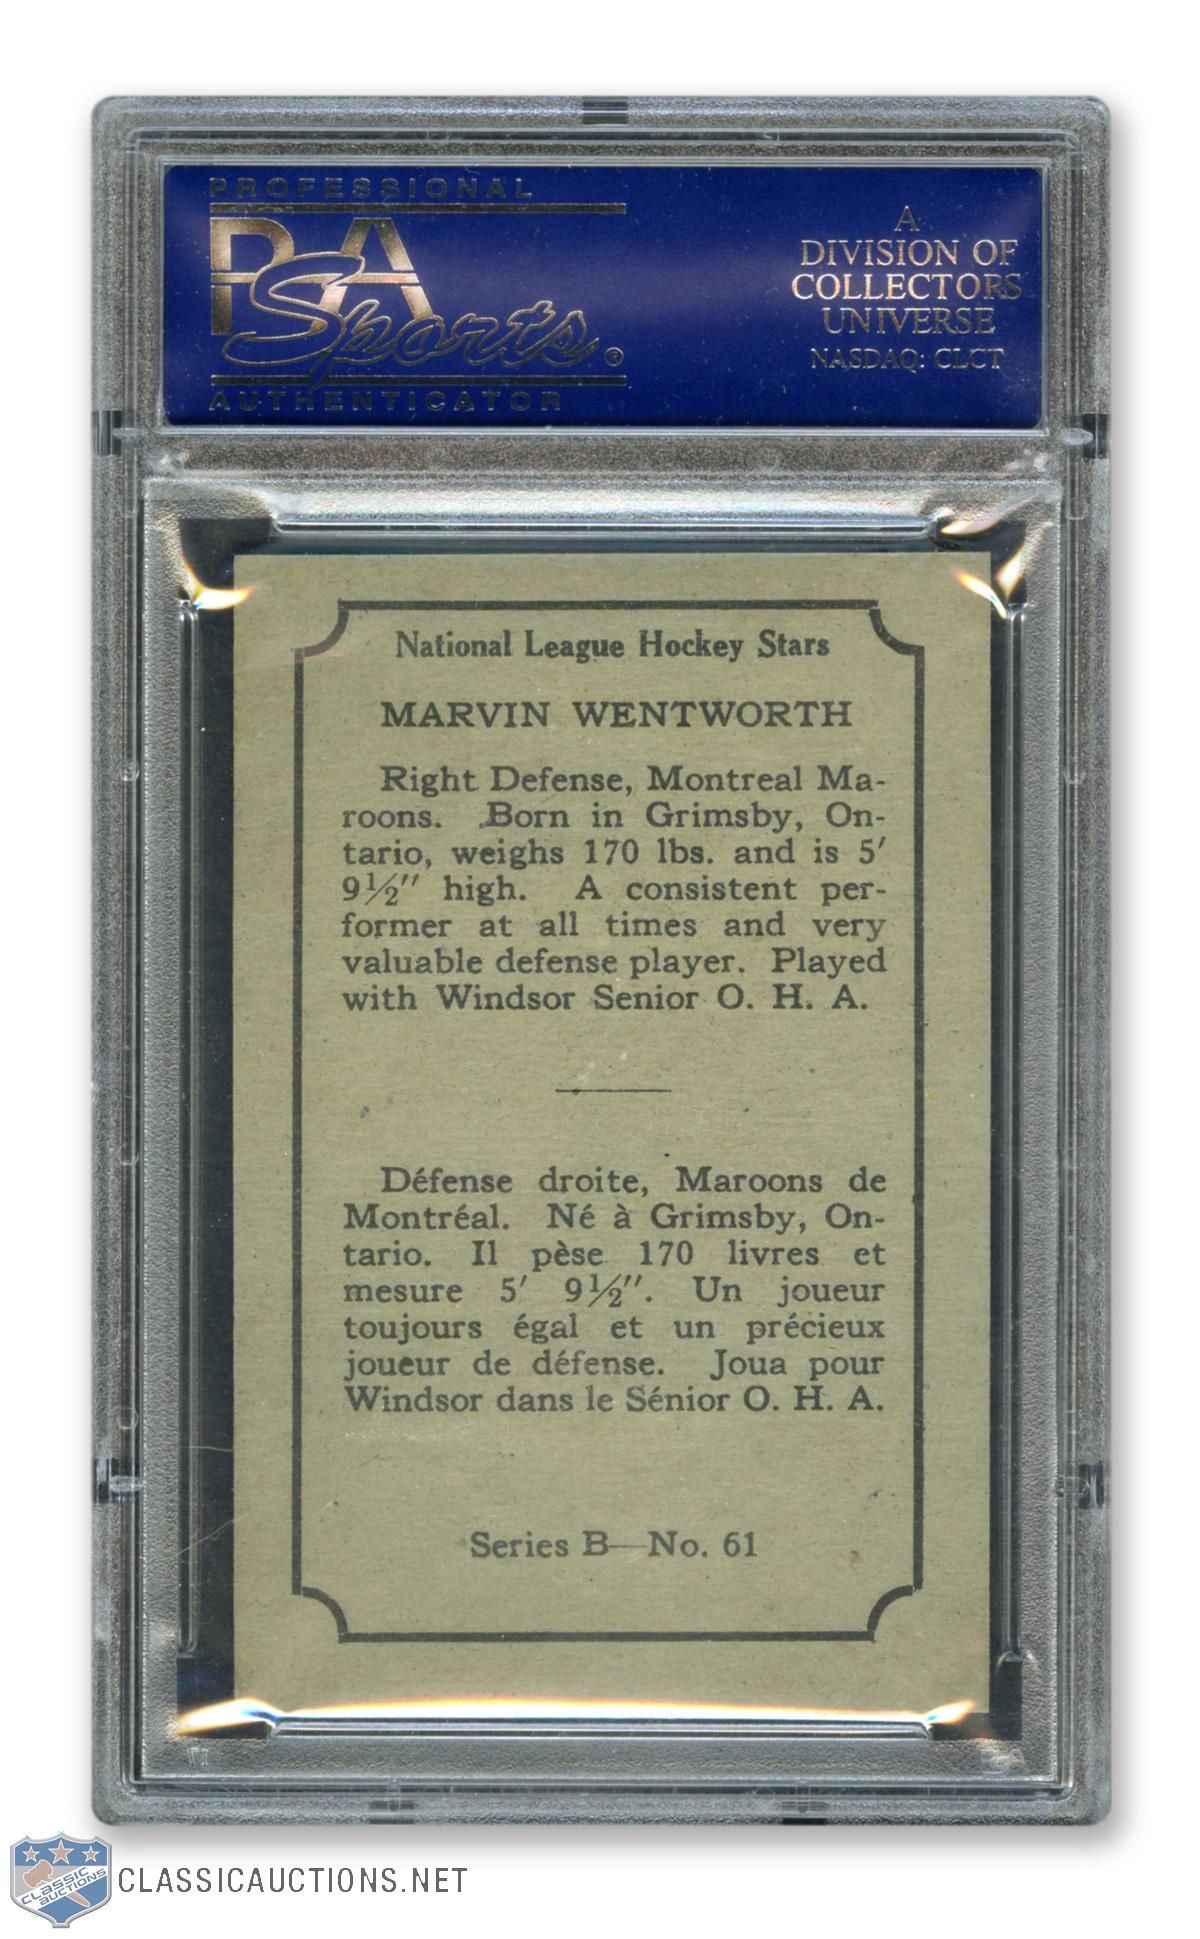 PROFESSIONAL
PSA
Sports®
AUTHENTICATOR
A
DIVISION OF
COLLECTORS
UNIVERSE
NASDAQ: CLCT
National League Hockey Stars
MARVIN WENTWORTH
Right Defense, Montreal Ma-
roons. Born in Grimsby, On-
tario, weighs 170 lbs. and is 5′
9½″ high. A consistent per-
former at all times and very
valuable defense player. Played
with Windsor Senior O. H. A.
Défense droite, Maroons de
Montréal. Né à Grimsby, On-
tario. Il pèse 170 livres et
mesure 5′ 9½″. Un joueur
toujours égal et un précieux
joueur de défense. Joua pour
Windsor dans le Sénior O. H. A.
Series B—No. 61
CLASSIC
AUCTIONS
CLASSICAUCTIONS.NET